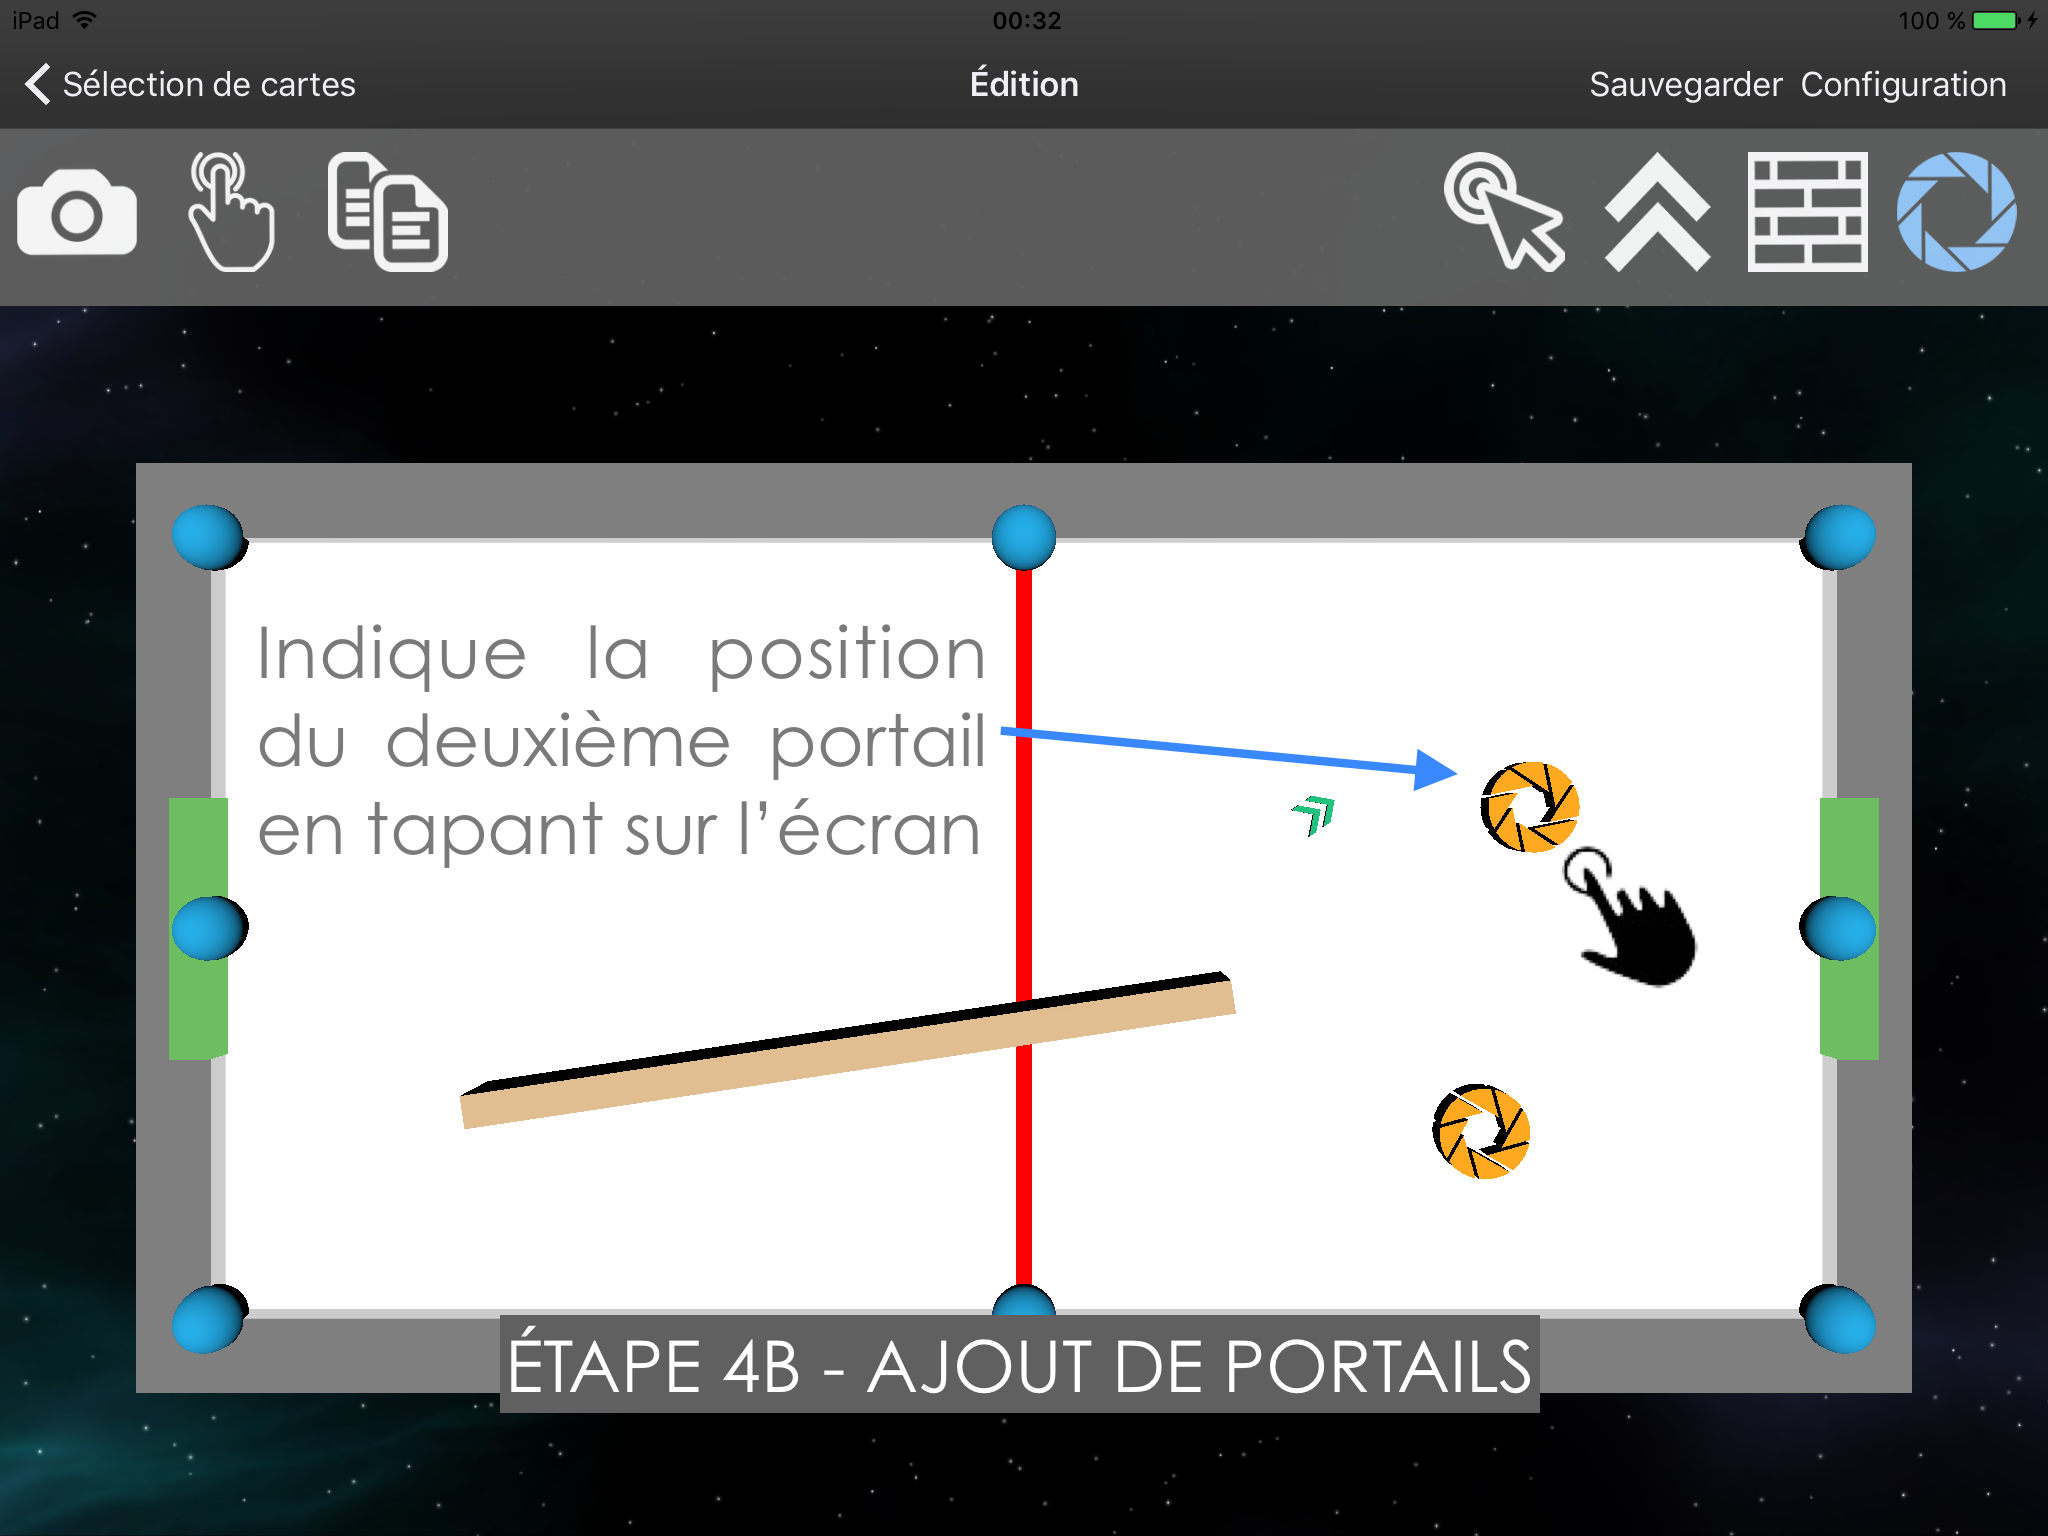 iPad 00:32 100 %
Sélection de cartes Édition Sauvegarder Configuration
Indique la position
du deuxième portail
en tapant sur l’écran
ÉTAPE 4B - AJOUT DE PORTAILS